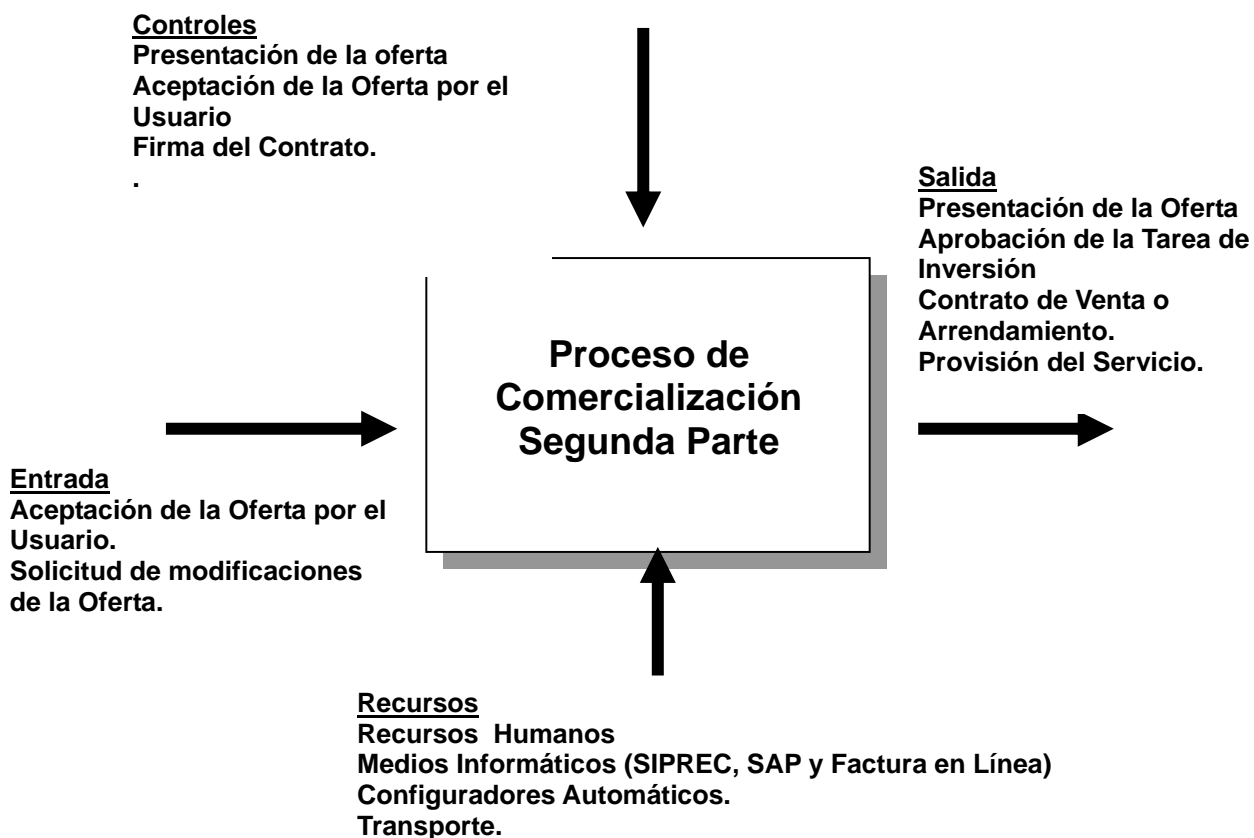 Controles
Presentación de la oferta
Aceptación de la Oferta por el
Usuario
Firma del Contrato.
.
Salida
Presentación de la Oferta
Aprobación de la Tarea de
Inversión
Contrato de Venta o
Arrendamiento.
Provisión del Servicio.
Proceso de
Comercialización
Segunda Parte
Entrada
Aceptación de la Oferta por el
Usuario.
Solicitud de modificaciones
de la Oferta.
Recursos
Recursos  Humanos
Medios Informáticos (SIPREC, SAP y Factura en Línea)
Configuradores Automáticos.
Transporte.